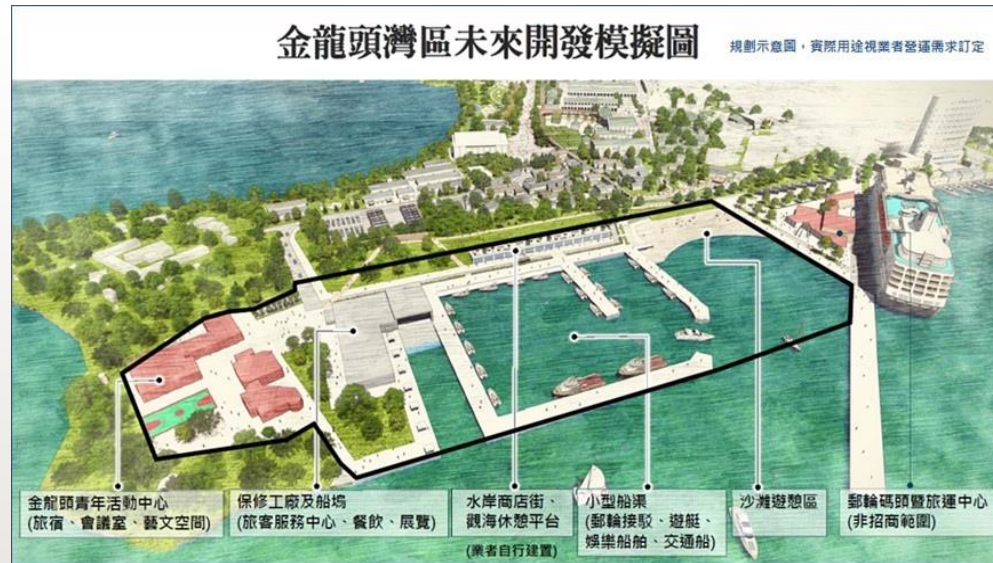 金龍頭灣區未來開發模擬圖
規劃示意圖，實際用途視業者營運需求訂定
金龍頭青年活動中心
(旅宿、會議室、藝文空間)
保修工廠及船塢
(旅客服務中心、餐飲、展覽)
水岸商店街、
觀海休憩平台
(業者自行建置)
小型船渠
(郵輪接駁、遊艇、
娛樂船舶、交通船)
沙灘遊憩區
郵輪碼頭暨旅運中心
(非招商範圍)